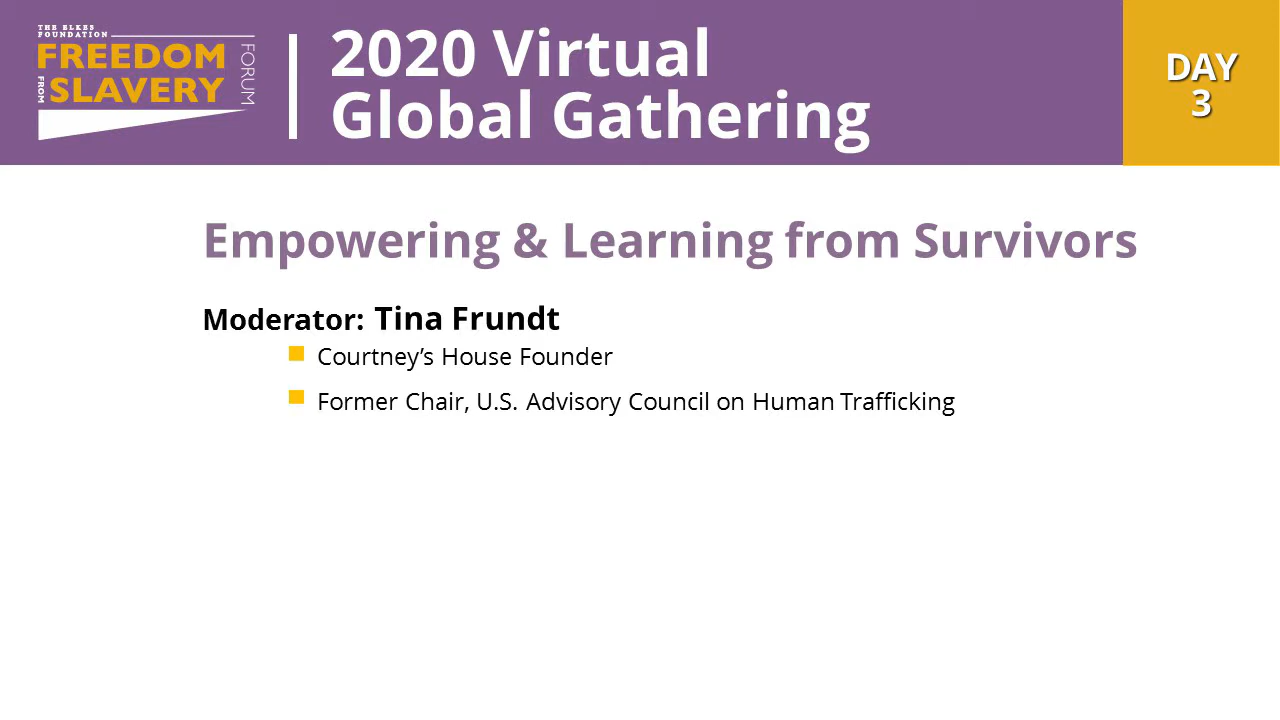 THE ELKES
FOUNDATION
FREEDOM
FROM
SLAVERY
FORUM
2020 Virtual
Global Gathering
DAY
3
Empowering & Learning from Survivors
Moderator: Tina Frundt
Courtney’s House Founder
Former Chair, U.S. Advisory Council on Human Trafficking